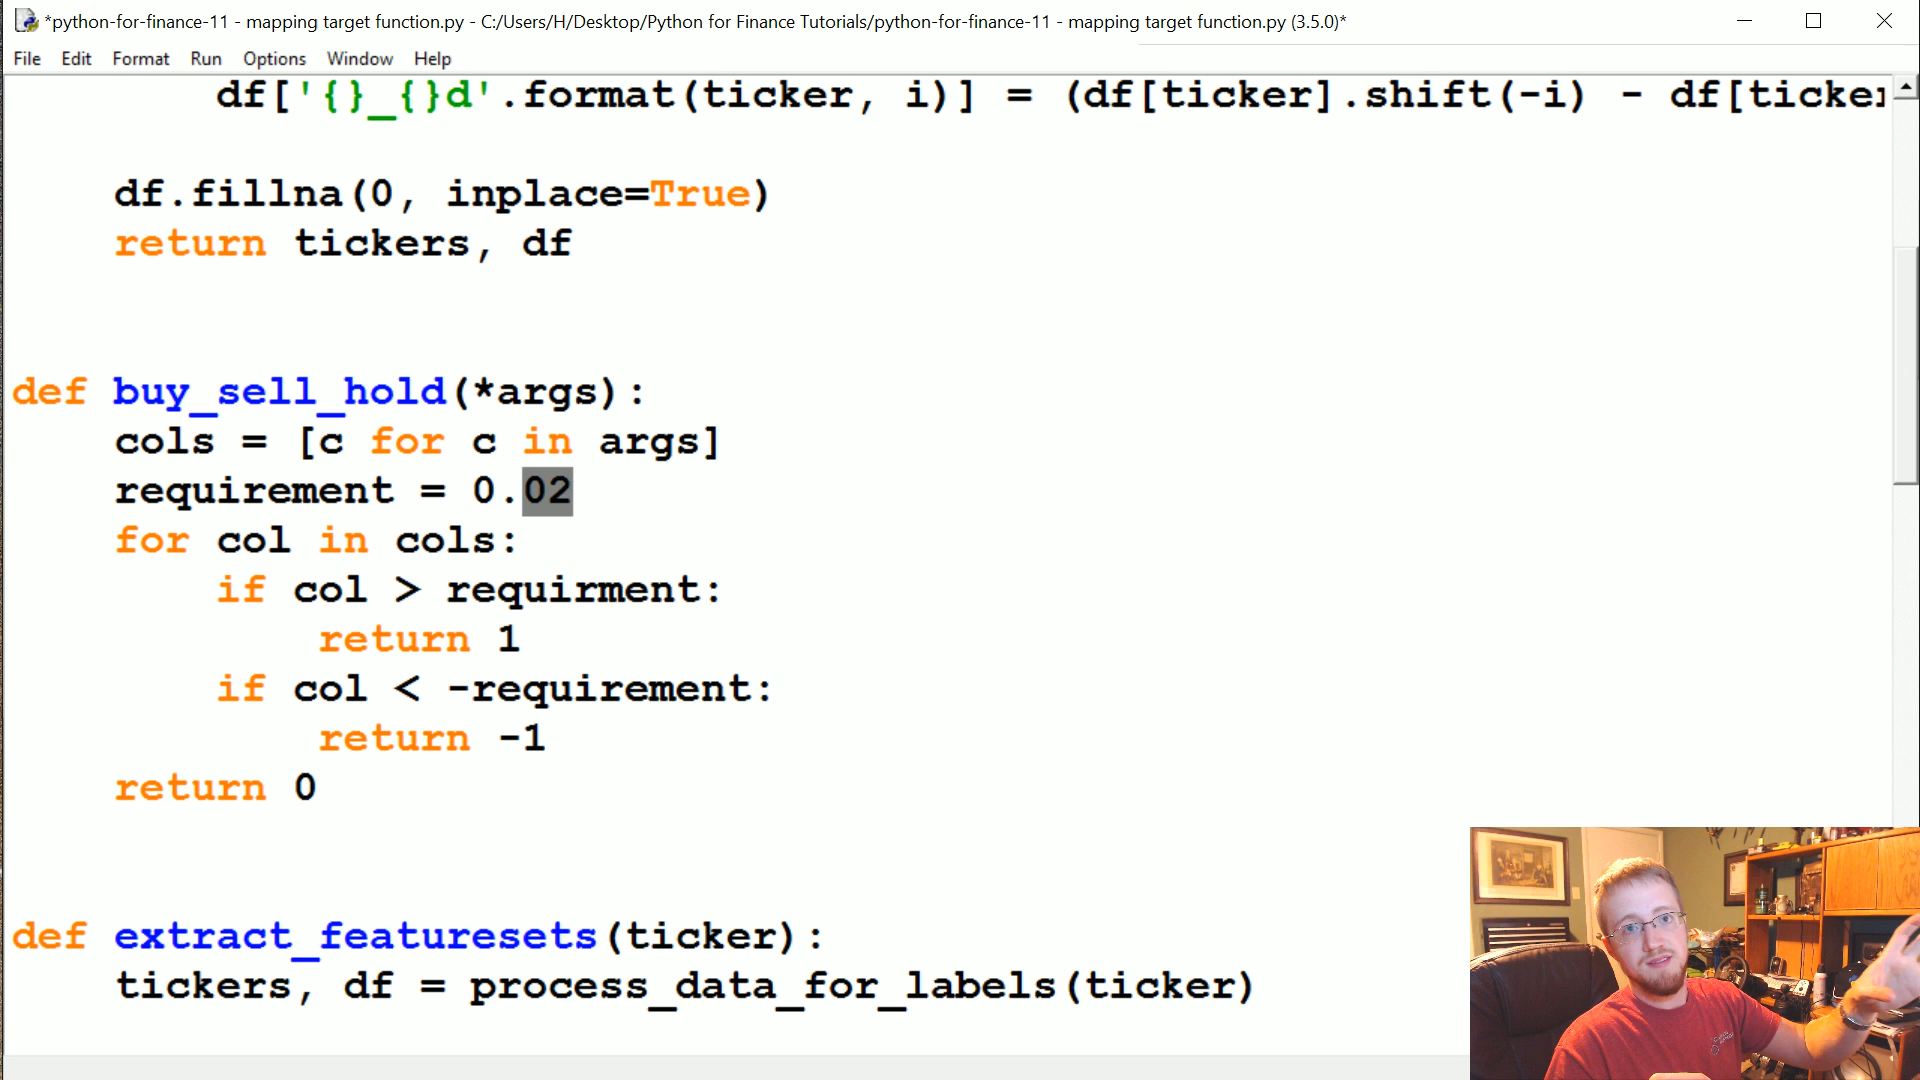 *python-for-finance-11 - mapping target function.py - C:/Users/H/Desktop/Python for Finance Tutorials/python-for-finance-11 - mapping target function.py (3.5.0)*
File Edit Format Run Options Window Help
df['{}_{}d'.format(ticker, i)] = (df[ticker].shift(-i) - df[ticker
df.fillna(0, inplace=True)
return tickers, df
def buy_sell_hold(*args):
cols = [c for c in args]
requirement = 0.02
for col in cols:
if col > requirment:
return 1
if col < -requirement:
return -1
return 0
def extract_featuresets(ticker):
tickers, df = process_data_for_labels(ticker)